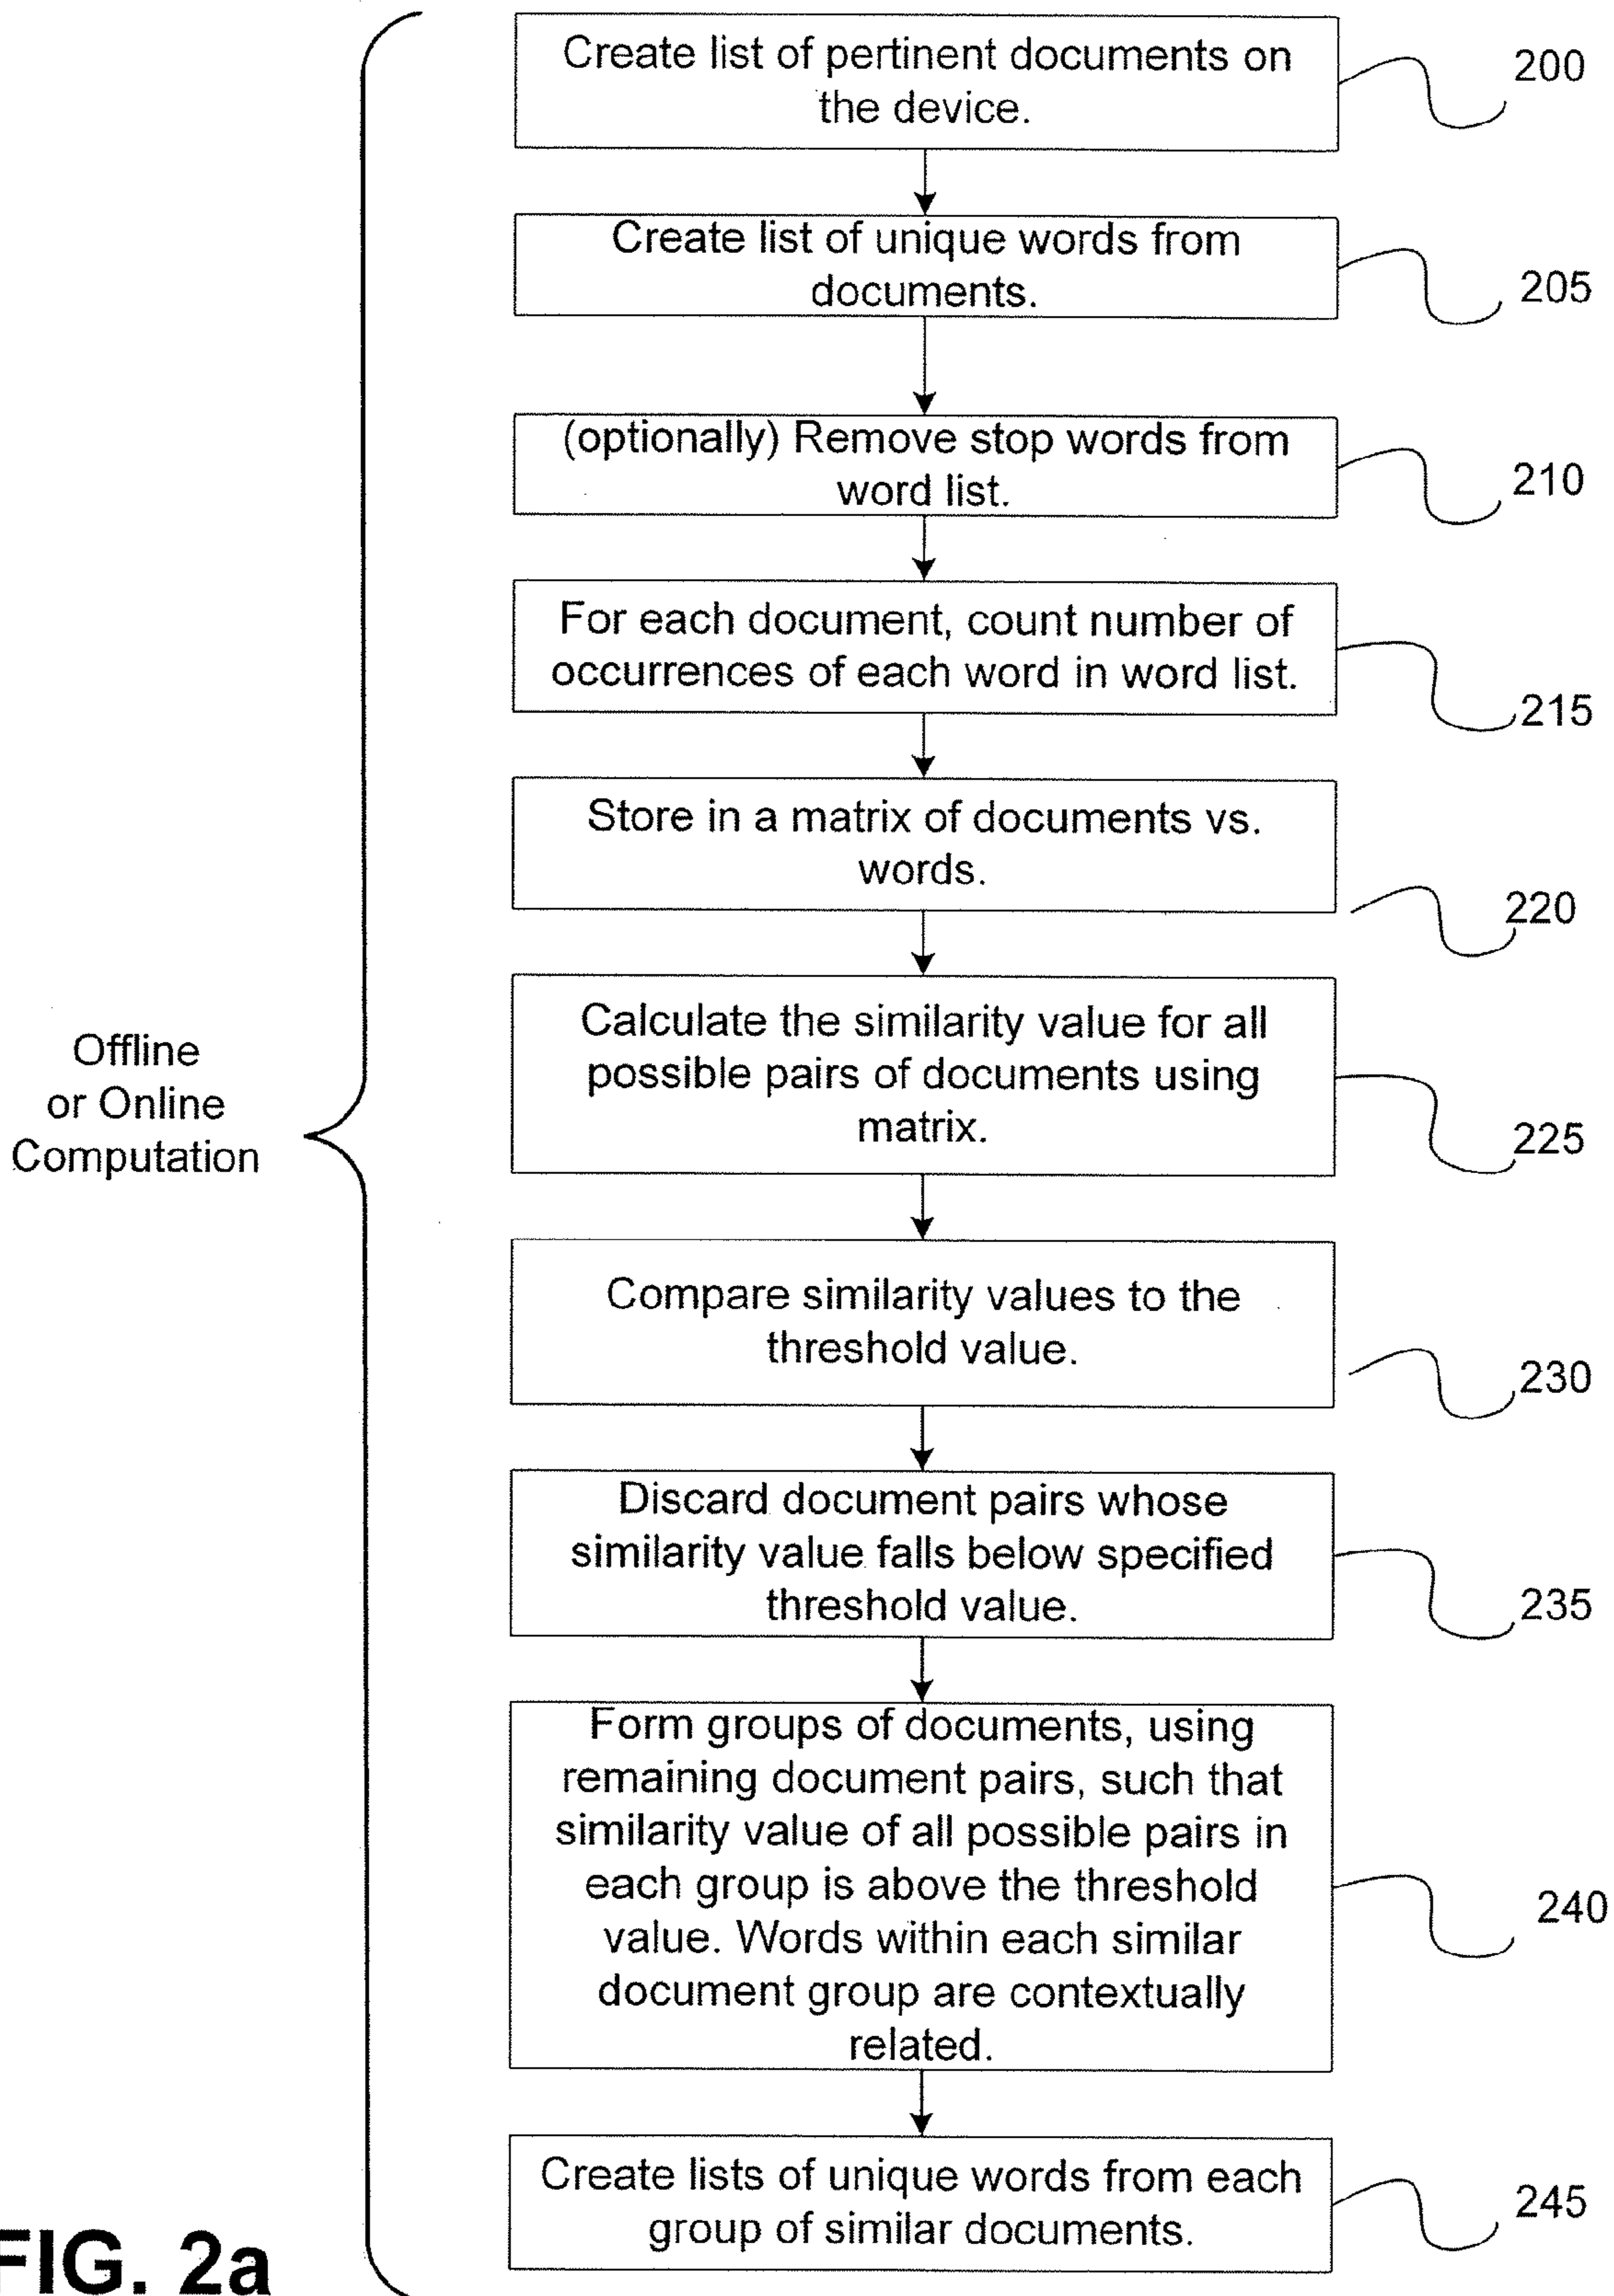 Create list of pertinent documents on
the device.
200
Create list of unique words from
documents.
205
(optionally) Remove stop words from
word list.
210
For each document, count number of
occurrences of each word in word list.
215
Store in a matrix of documents vs.
words.
220
Calculate the similarity value for all
possible pairs of documents using
matrix.
225
Offline
or Online
Computation
Compare similarity values to the
threshold value.
230
Discard document pairs whose
similarity value falls below specified
threshold value.
235
Form groups of documents, using
remaining document pairs, such that
similarity value of all possible pairs in
each group is above the threshold
value. Words within each similar
document group are contextually
related.
240
Create lists of unique words from each
group of similar documents.
245
FIG. 2a